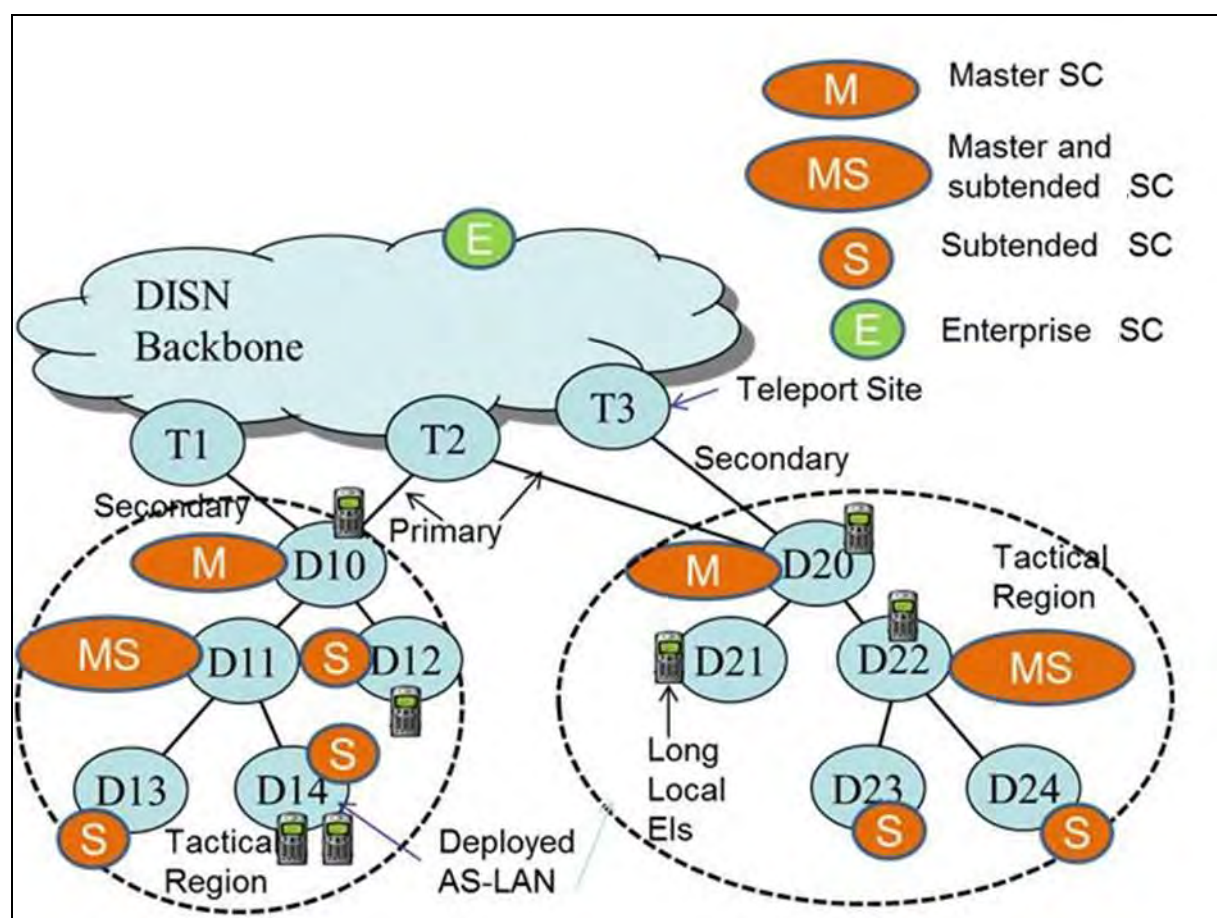 M
Master SC
MS
Master and
subtended .SC
S
Subtended SC
E
Enterprise SC
E
DISN
Backbone
T1
T2
T3
Teleport Site
Secondary
Secondary
Primary
M
D10
MS
D11
S
D12
D13
S
D14
S
Tactical
Region
Deployed
AS-LAN
M
D20
Tactical
Region
D21
D22
MS
Long
Local
EIs
D23
S
D24
S